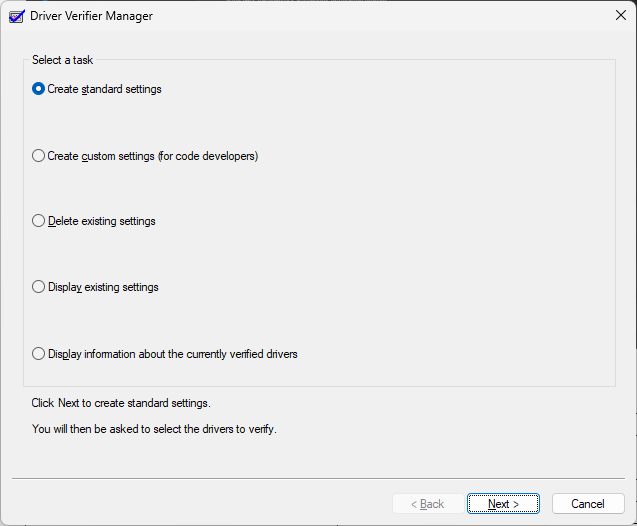 Driver Verifier Manager
Select a task
Create standard settings
Create custom settings (for code developers)
Delete existing settings
Display existing settings
Display information about the currently verified drivers
Click Next to create standard settings.
You will then be asked to select the drivers to verify.
< Back
Next >
Cancel